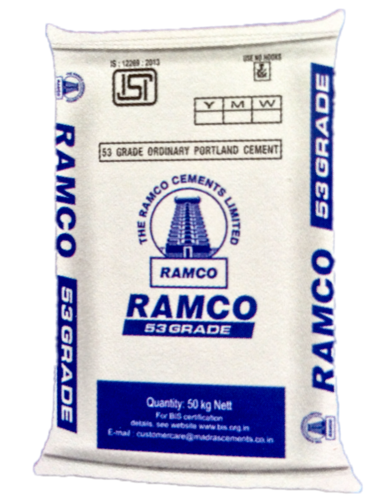 IS : 12269 : 2013
USE NO HOOKS
ISI
Y M W
53 GRADE ORDINARY PORTLAND CEMENT
THE RAMCO CEMENTS LIMITED
RAMCO
RAMCO
53 GRADE
Quantity: 50 kg Nett
For BIS certification
details. see website www.bis.org.in
E-mail : customercare@madrascements.co.in
RAMCO 53 GRADE
RAMCO 53 GRADE